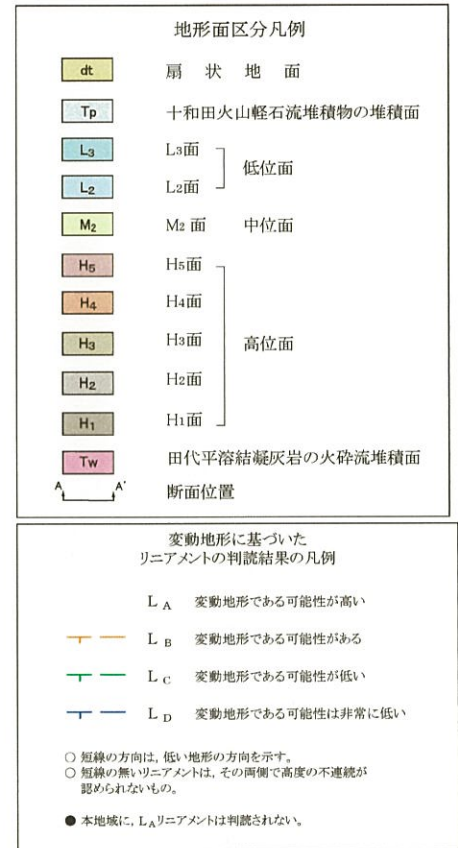 地形面区分凡例
dt 扇状地面
Tp 十和田火山軽石流堆積物の堆積面
L3 L3面
低位面
L2 L2面
M2 M2面 中位面
H5 H5面
H4 H4面
H3 H3面
高位面
H2 H2面
H1 H1面
Tw 田代平溶結凝灰岩の火砕流堆積面
A A' 断面位置
変動地形に基づいた
リニアメントの判読結果の凡例
LA 変動地形である可能性が高い
LB 変動地形である可能性がある
LC 変動地形である可能性が低い
LD 変動地形である可能性は非常に低い
○ 短線の方向は,低い地形の方向を示す。
○ 短線の無いリニアメントは,その両側で高度の不連続が
認められないもの。
● 本地域に,LAリニアメントは判読されない。